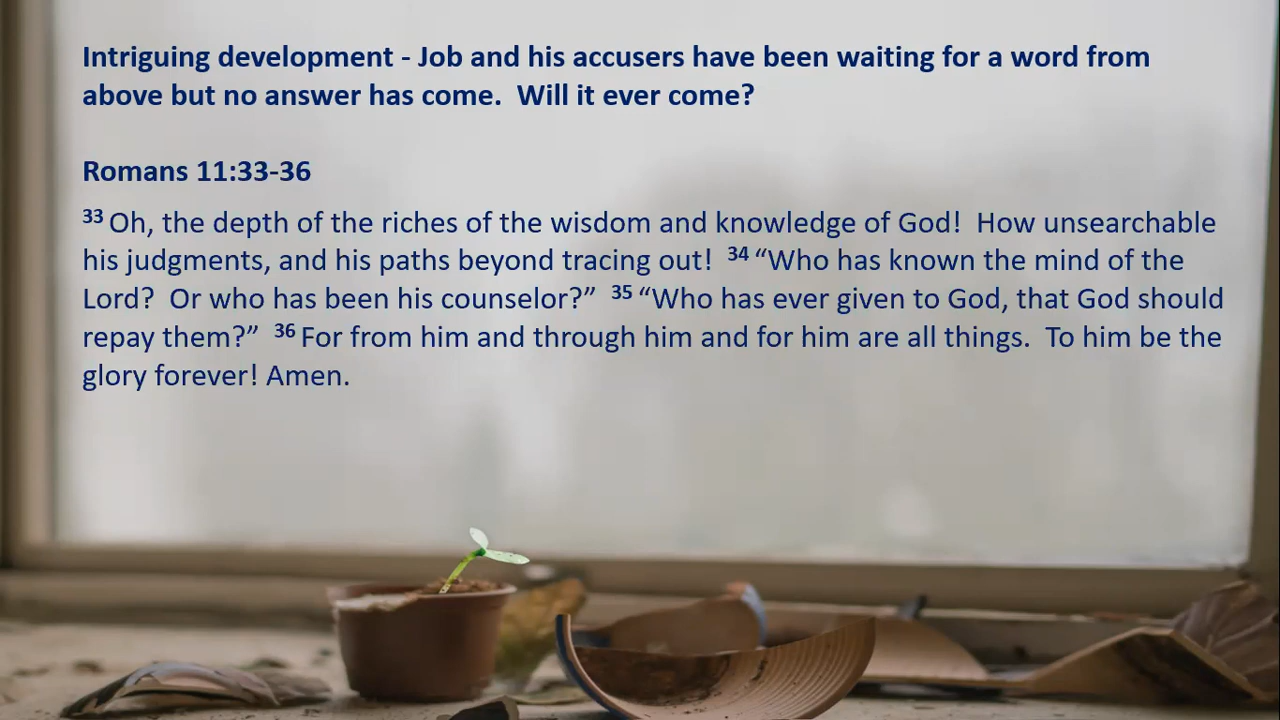 Intriguing development - Job and his accusers have been waiting for a word from
above but no answer has come.  Will it ever come?
Romans 11:33-36
33 Oh, the depth of the riches of the wisdom and knowledge of God!  How unsearchable
his judgments, and his paths beyond tracing out!  34 “Who has known the mind of the
Lord?  Or who has been his counselor?”  35 “Who has ever given to God, that God should
repay them?”  36 For from him and through him and for him are all things.  To him be the
glory forever! Amen.